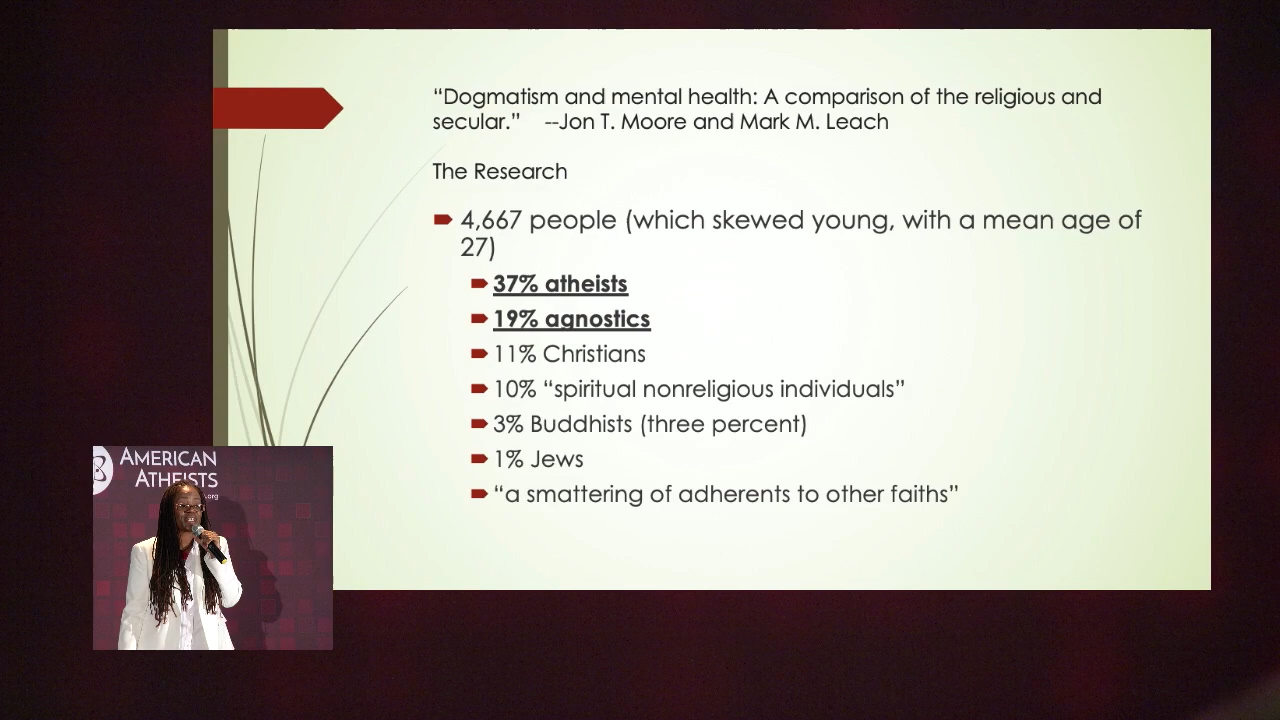 “Dogmatism and mental health: A comparison of the religious and
secular.” --Jon T. Moore and Mark M. Leach
The Research
4,667 people (which skewed young, with a mean age of
27)
37% atheists
19% agnostics
11% Christians
10% “spiritual nonreligious individuals”
3% Buddhists (three percent)
1% Jews
“a smattering of adherents to other faiths”
AMERICAN
ATHEISTS
.org